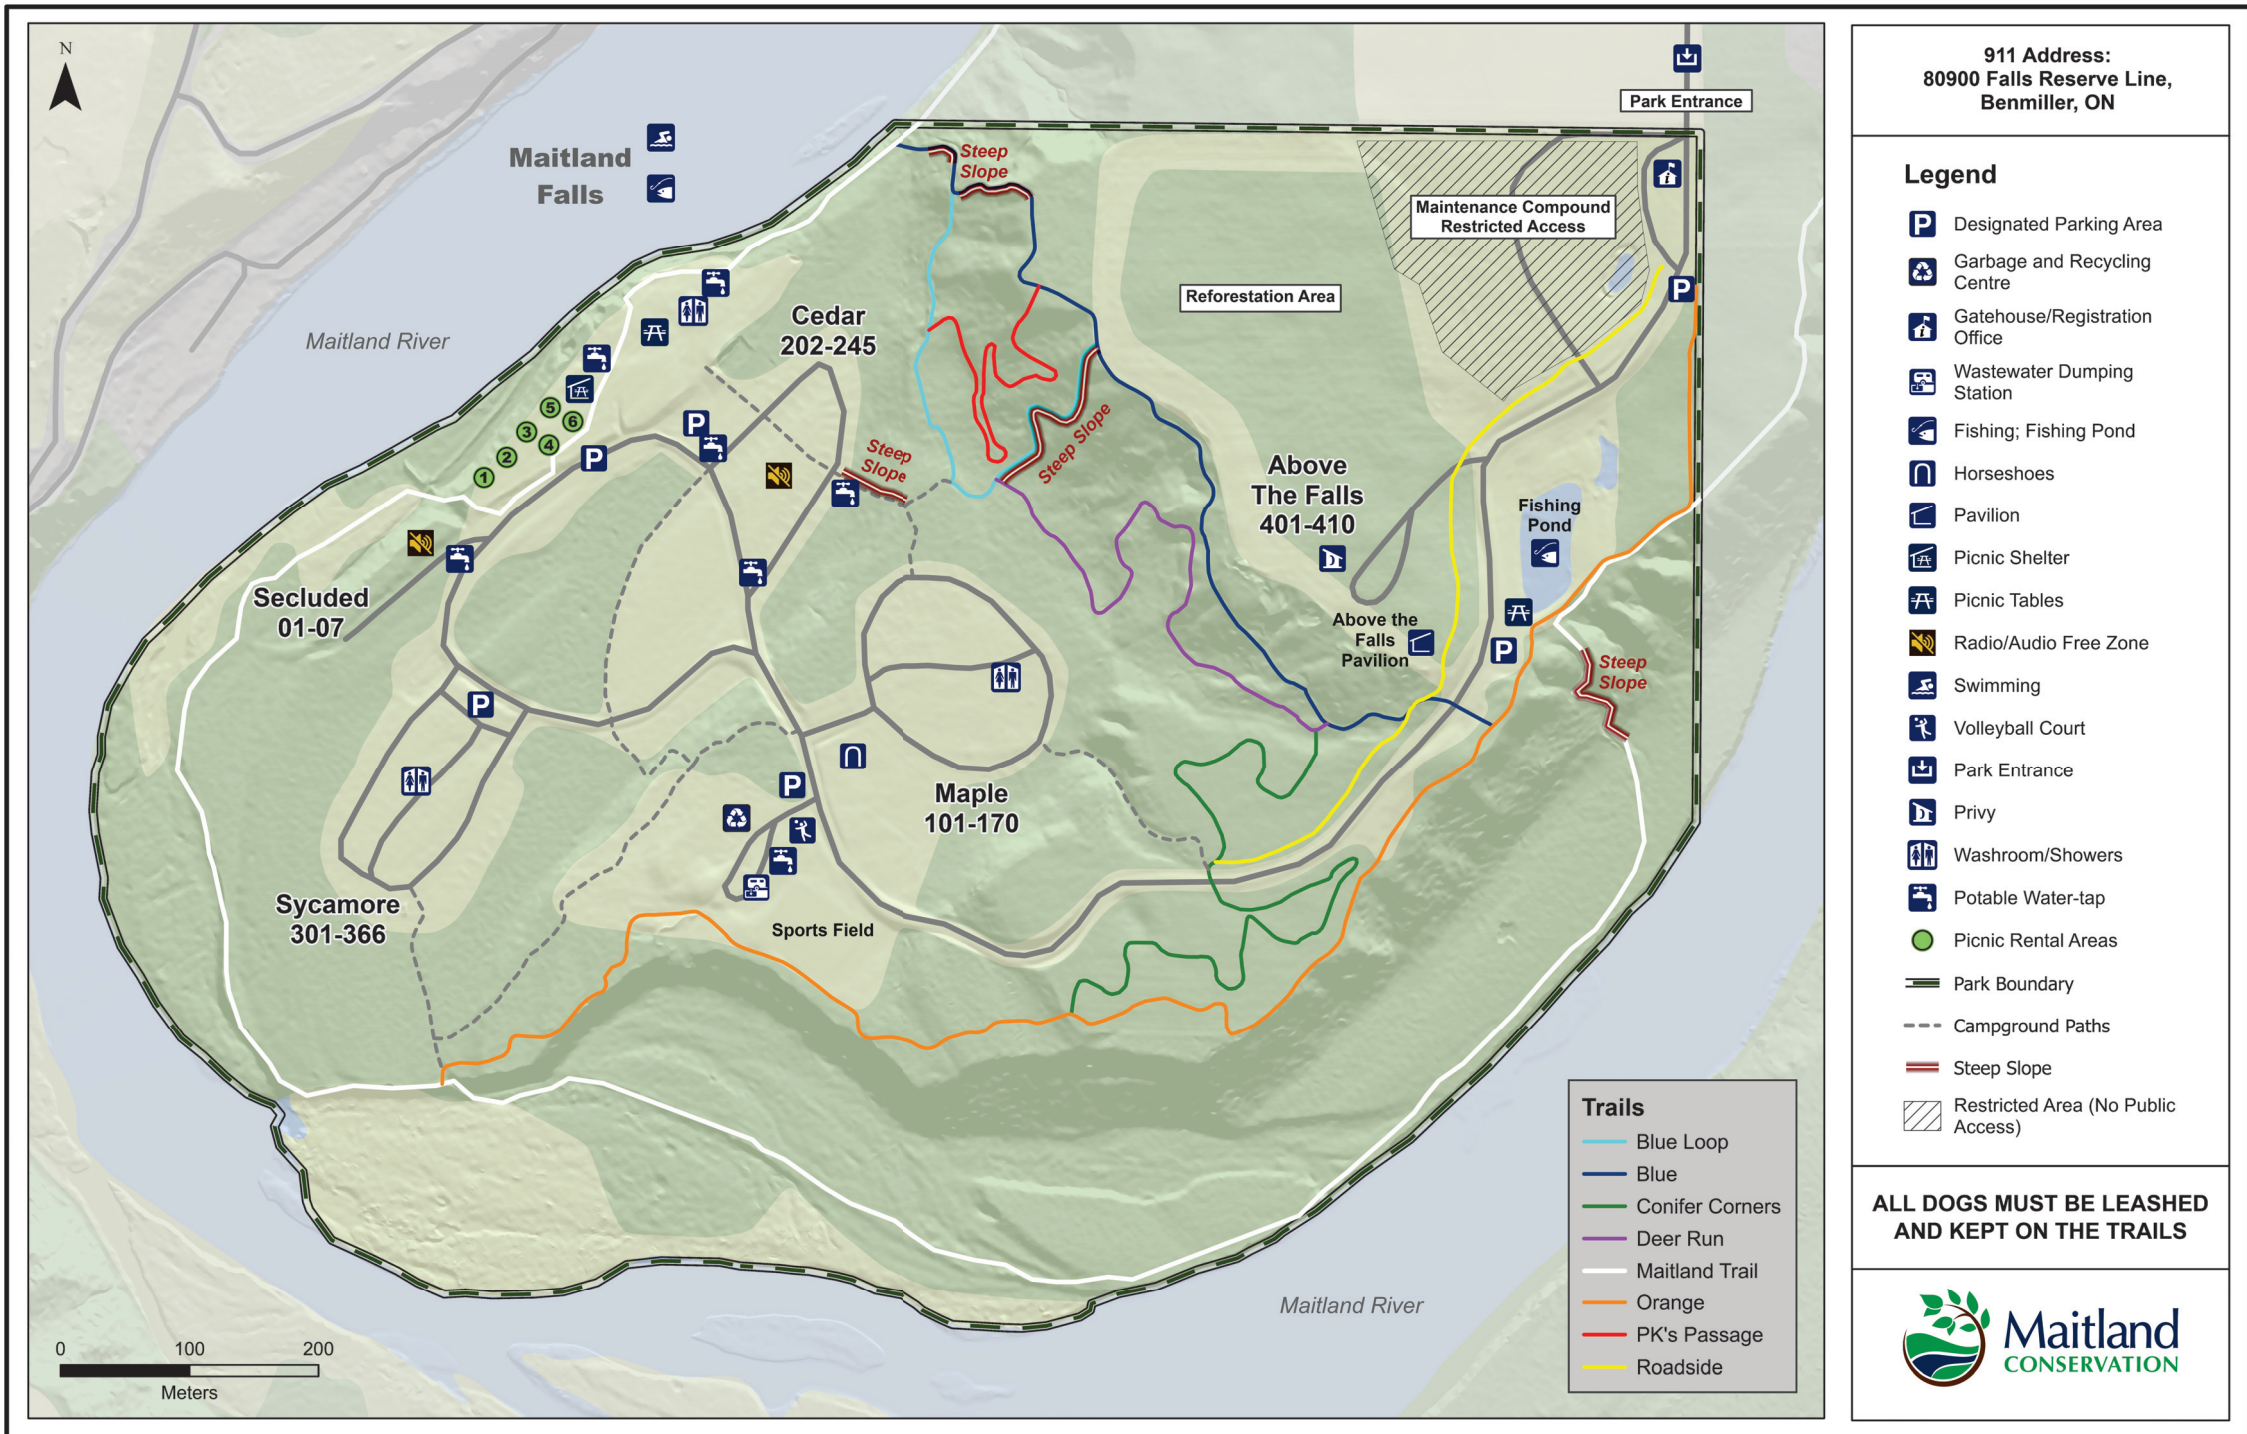 N
Maitland
Falls
Maitland River
Park Entrance
Steep
Slope
Maintenance Compound
Restricted Access
Reforestation Area
Cedar
202-245
Steep
Slope
Steep Slope
5
6
3
4
2
1
Above
The Falls
401-410
Fishing
Pond
Secluded
01-07
Above the
Falls
Pavilion
Steep
Slope
Maple
101-170
Sycamore
301-366
Sports Field
Maitland River
0 100 200
Meters
Trails
Blue Loop
Blue
Conifer Corners
Deer Run
Maitland Trail
Orange
PK's Passage
Roadside
911 Address:
80900 Falls Reserve Line,
Benmiller, ON
Legend
P Designated Parking Area
Garbage and Recycling
Centre
Gatehouse/Registration
Office
Wastewater Dumping
Station
Fishing; Fishing Pond
Horseshoes
Pavilion
Picnic Shelter
Picnic Tables
Radio/Audio Free Zone
Swimming
Volleyball Court
Park Entrance
Privy
Washroom/Showers
Potable Water-tap
Picnic Rental Areas
Park Boundary
Campground Paths
Steep Slope
Restricted Area (No Public
Access)
ALL DOGS MUST BE LEASHED
AND KEPT ON THE TRAILS
Maitland
CONSERVATION